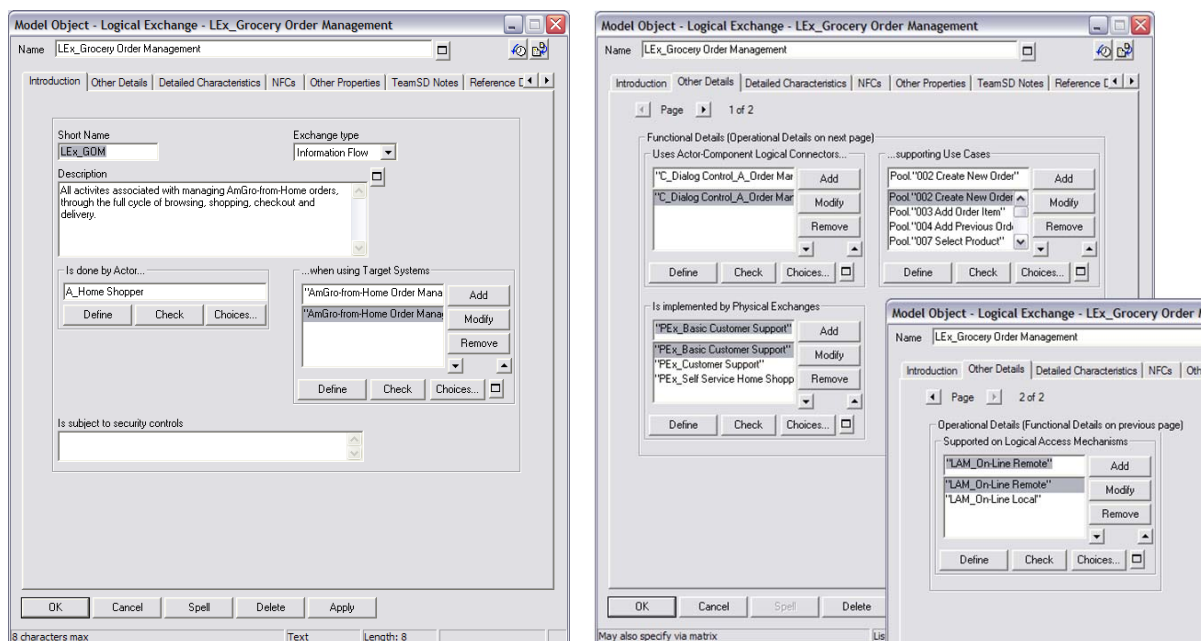 Model Object - Logical Exchange - LEx_Grocery Order Management
Name LEx_Grocery Order Management
Introduction Other Details Detailed Characteristics NFCs Other Properties TeamSD Notes Reference D
Short Name
LEx_GOM
Exchange type
Information Flow
Description
All activites associated with managing AmGro-from-Home orders,
through the full cycle of browsing, shopping, checkout and
delivery.
Is done by Actor...
A_Home Shopper
Define Check Choices...
...when using Target Systems
"AmGro-from-Home Order Mana Add
"AmGro-from-Home Order Manag Modify
Remove
Define Check Choices...
Is subject to security controls
OK Cancel Spell Delete Apply
8 characters max Text Length: 8
Model Object - Logical Exchange - LEx_Grocery Order Management
Name LEx_Grocery Order Management
Introduction Other Details Detailed Characteristics NFCs Other Properties TeamSD Notes Reference D
Page 1 of 2
Functional Details (Operational Details on next page)
Uses Actor-Component Logical Connectors...
"C_Dialog Control_A_Order Mar Add
"C_Dialog Control_A_Order Mar Modify
Remove
Define Check Choices...
...supporting Use Cases
Pool."002 Create New Order" Add
Pool."002 Create New Order Modify
Pool."003 Add Order Item"
Pool."004 Add Previous Ord Remove
Pool."007 Select Product"
Define Check Choices...
Is implemented by Physical Exchanges
"PEx_Basic Customer Support" Add
"PEx_Basic Customer Support" Modify
"PEx_Customer Support"
"PEx_Self Service Home Shopp Remove
Define Check Choices...
OK Cancel Spell Delete
May also specify via matrix Lis
Model Object - Logical Exchange - LEx_Grocery Order M
Name LEx_Grocery Order Management
Introduction Other Details Detailed Characteristics NFCs Oth
Page 2 of 2
Operational Details (Functional Details on previous page)
Supported on Logical Access Mechanisms
"LAM_On-Line Remote" Add
"LAM_On-Line Remote" Modify
"LAM_On-Line Local"
Remove
Define Check Choices...